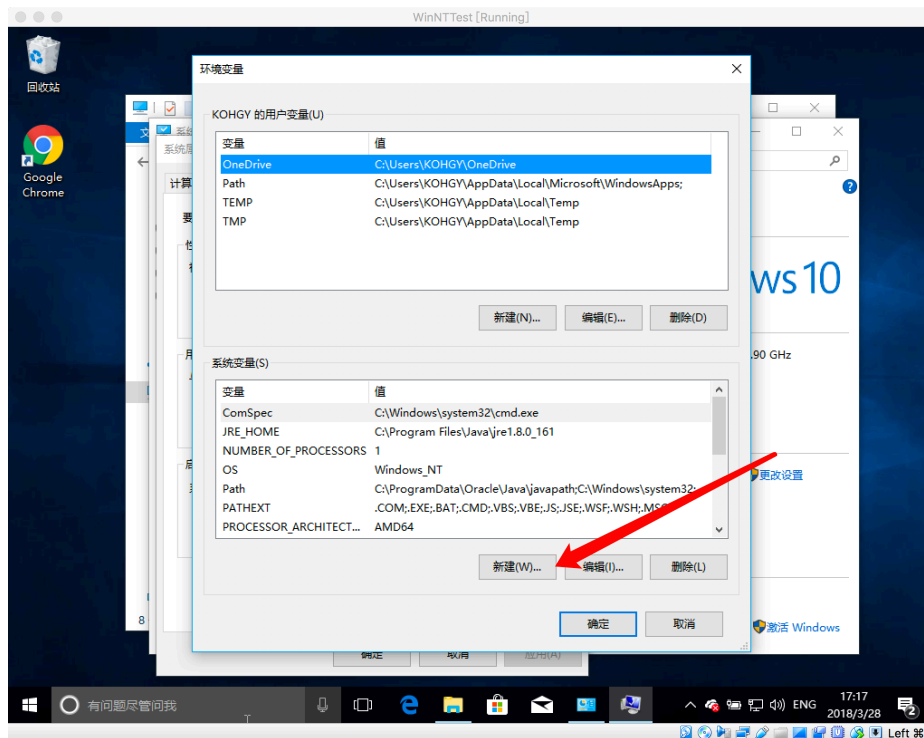 WinNTTest [Running]
回收站
Google
Chrome
环境变量
KOHGY 的用户变量(U)
变量 值
OneDrive C:\Users\KOHGY\OneDrive
Path C:\Users\KOHGY\AppData\Local\Microsoft\WindowsApps;
TEMP C:\Users\KOHGY\AppData\Local\Temp
TMP C:\Users\KOHGY\AppData\Local\Temp
新建(N)... 编辑(E)... 删除(D)
系统变量(S)
变量 值
ComSpec C:\Windows\system32\cmd.exe
JRE_HOME C:\Program Files\Java\jre1.8.0_161
NUMBER_OF_PROCESSORS 1
OS Windows_NT
Path C:\ProgramData\Oracle\Java\javapath;C:\Windows\system32;
PATHEXT .COM;.EXE;.BAT;.CMD;.VBS;.VBE;.JS;.JSE;.WSF;.WSH;.MSC
PROCESSOR_ARCHITECT... AMD64
新建(W)... 编辑(I)... 删除(L)
确定 取消
计算
ws 10
.90 GHz
更改设置
激活 Windows
8
确定 取消 应用(A)
有问题尽管问我
ENG
17:17
2018/3/28
2
Left ⌘